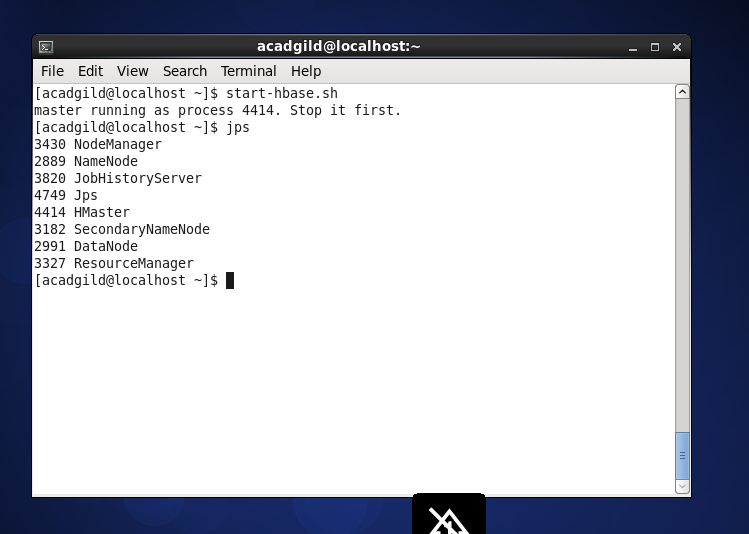 acadgild@localhost:~
File Edit View Search Terminal Help
[acadgild@localhost ~]$ start-hbase.sh
master running as process 4414. Stop it first.
[acadgild@localhost ~]$ jps
3430 NodeManager
2889 NameNode
3820 JobHistoryServer
4749 Jps
4414 HMaster
3182 SecondaryNameNode
2991 DataNode
3327 ResourceManager
[acadgild@localhost ~]$